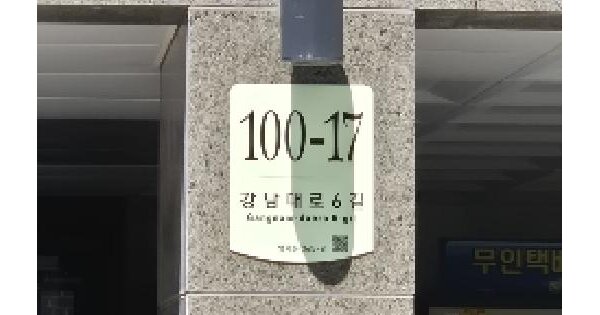 100-17
강남대로6길
Gangnam-daero 6-gil
무인택배